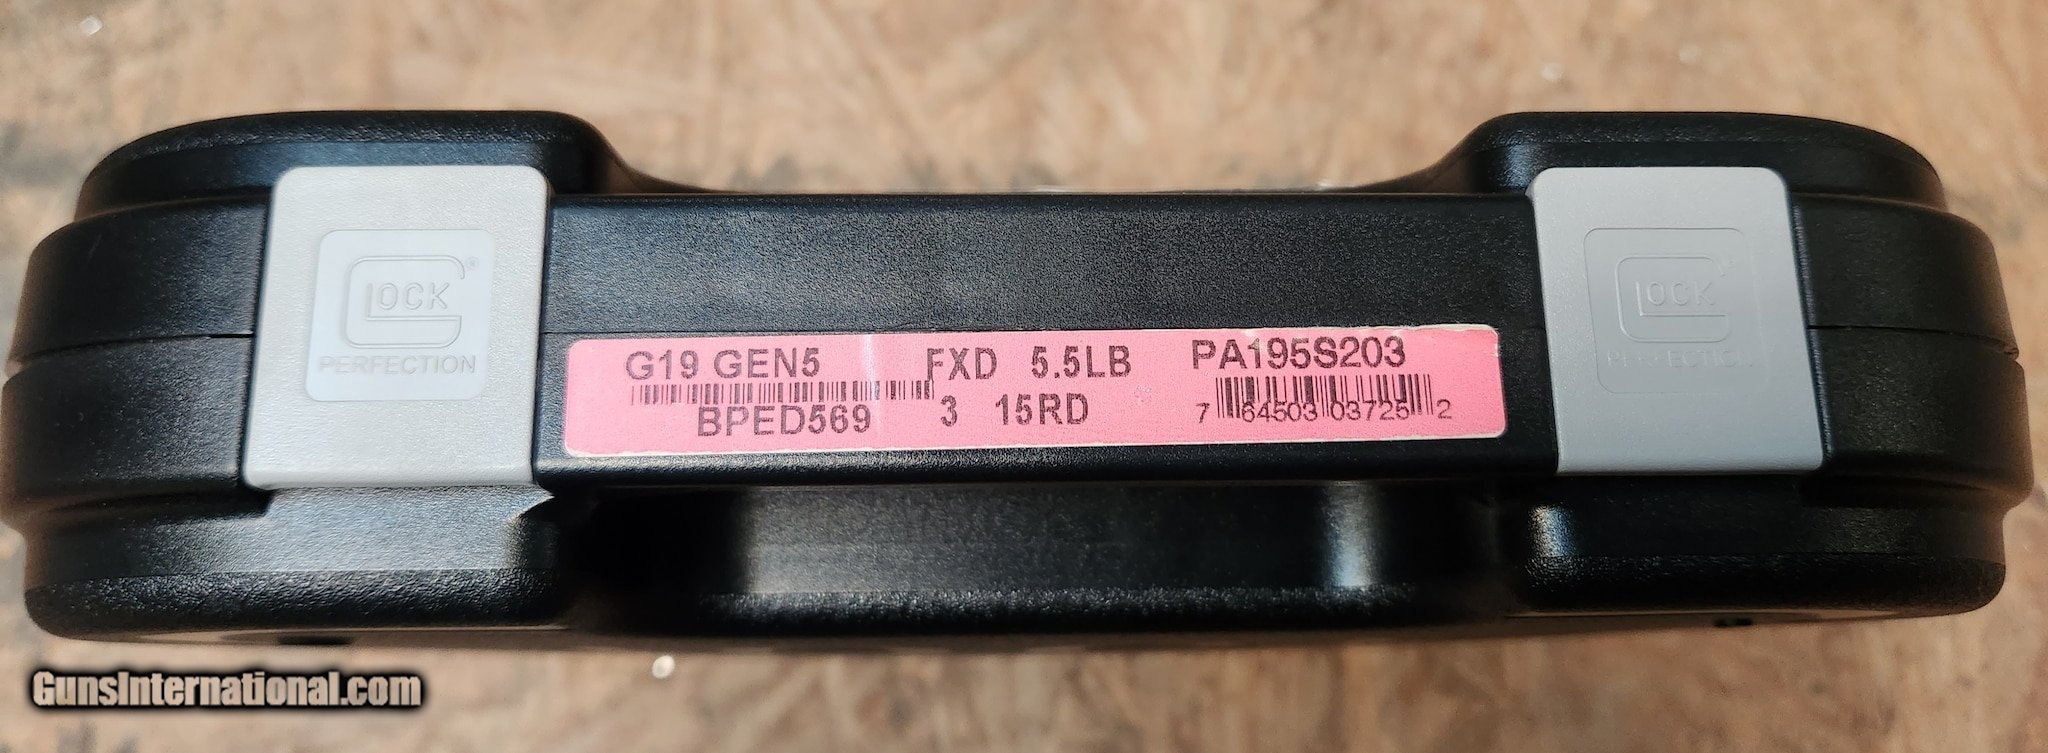 GLOCK®
PERFECTION
G19 GEN5 FXD 5.5LB PA195S203
BPED569 3 15RD 7 64503 03725 2
GLOCK
PERFECTION
GunsInternational.com